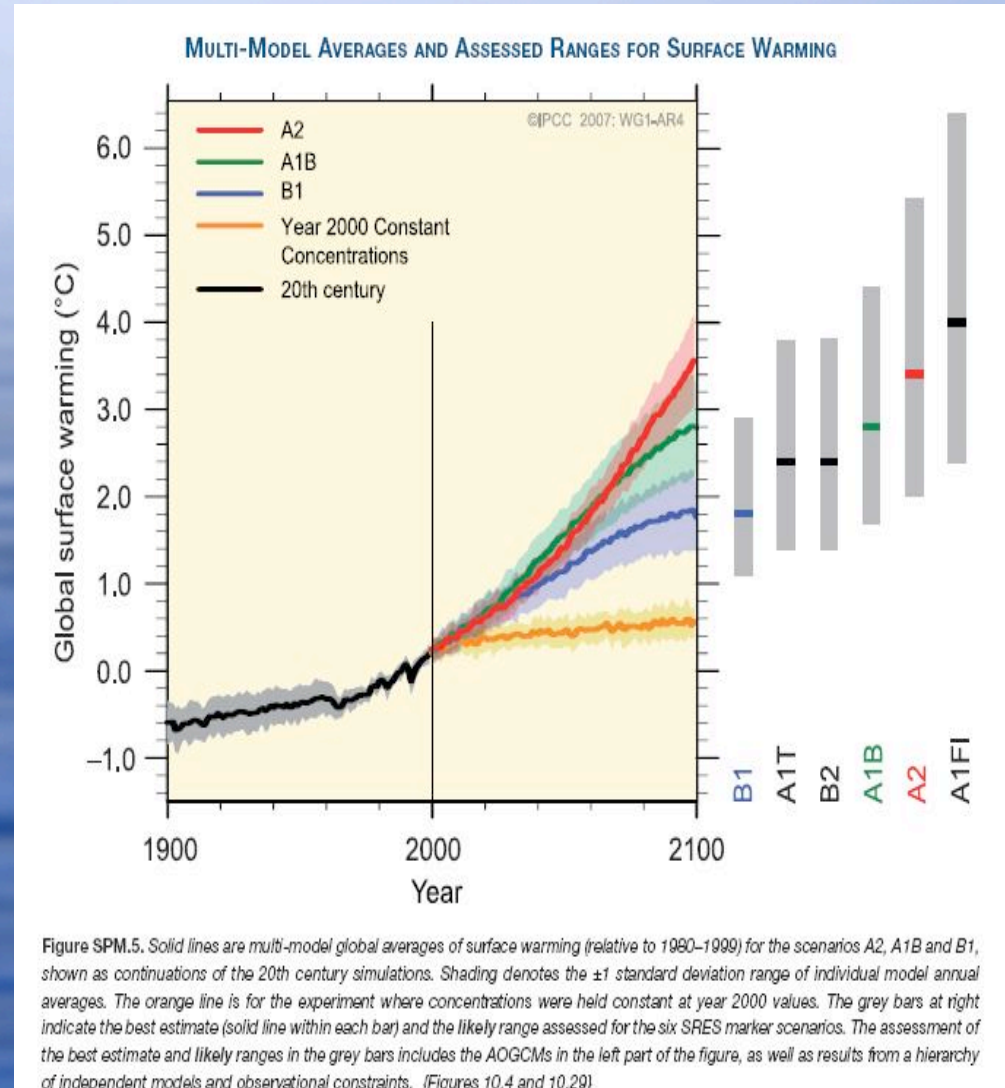 MULTI-MODEL AVERAGES AND ASSESSED RANGES FOR SURFACE WARMING
©IPCC 2007: WG1-AR4
A2
A1B
B1
Year 2000 Constant
Concentrations
20th century
Global surface warming (°C)
6.0
5.0
4.0
3.0
2.0
1.0
0.0
–1.0
1900
2000
2100
Year
B1
A1T
B2
A1B
A2
A1FI
Figure SPM.5. Solid lines are multi-model global averages of surface warming (relative to 1980–1999) for the scenarios A2, A1B and B1,
shown as continuations of the 20th century simulations. Shading denotes the ±1 standard deviation range of individual model annual
averages. The orange line is for the experiment where concentrations were held constant at year 2000 values. The grey bars at right
indicate the best estimate (solid line within each bar) and the likely range assessed for the six SRES marker scenarios. The assessment of
the best estimate and likely ranges in the grey bars includes the AOGCMs in the left part of the figure, as well as results from a hierarchy
of independent models and observational constraints. {Figures 10.4 and 10.29}